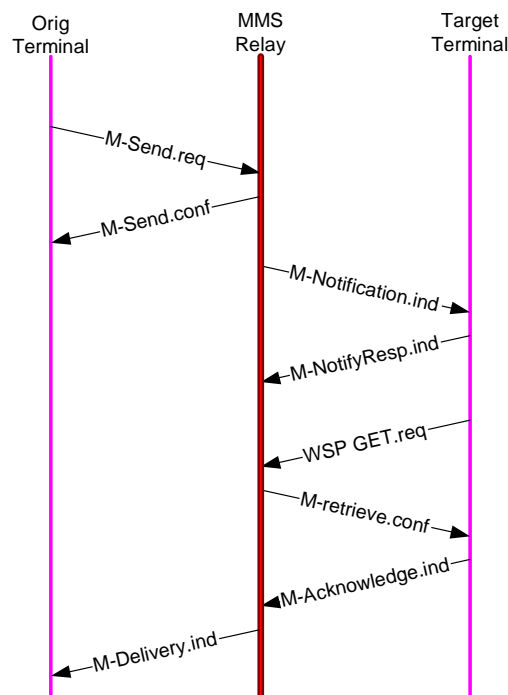 Orig
Terminal
MMS
Relay
Target
Terminal
M-Send.req
M-Send.conf
M-Notification.ind
M-NotifyResp.ind
WSP GET.req
M-retrieve.conf
M-Acknowledge.ind
M-Delivery.ind